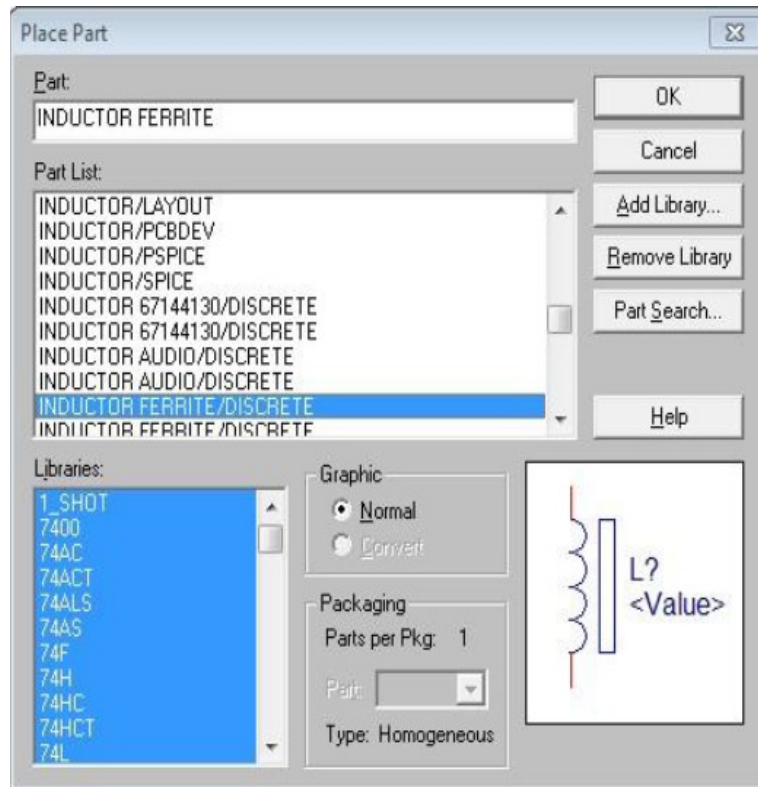 Place Part
Part:
INDUCTOR FERRITE
OK
Cancel
Part List:
INDUCTOR/LAYOUT
INDUCTOR/PCBDEV
INDUCTOR/PSPICE
INDUCTOR/SPICE
INDUCTOR 67144130/DISCRETE
INDUCTOR 67144130/DISCRETE
INDUCTOR AUDIO/DISCRETE
INDUCTOR AUDIO/DISCRETE
INDUCTOR FERRITE/DISCRETE
INDUCTOR FERRITE/DISCRETE
Add Library...
Remove Library
Part Search...
Help
Libraries:
1_SHOT
7400
74AC
74ACT
74ALS
74AS
74F
74H
74HC
74HCT
74L
Graphic
Normal
Convert
Packaging
Parts per Pkg: 1
Part:
Type: Homogeneous
L?
<Value>